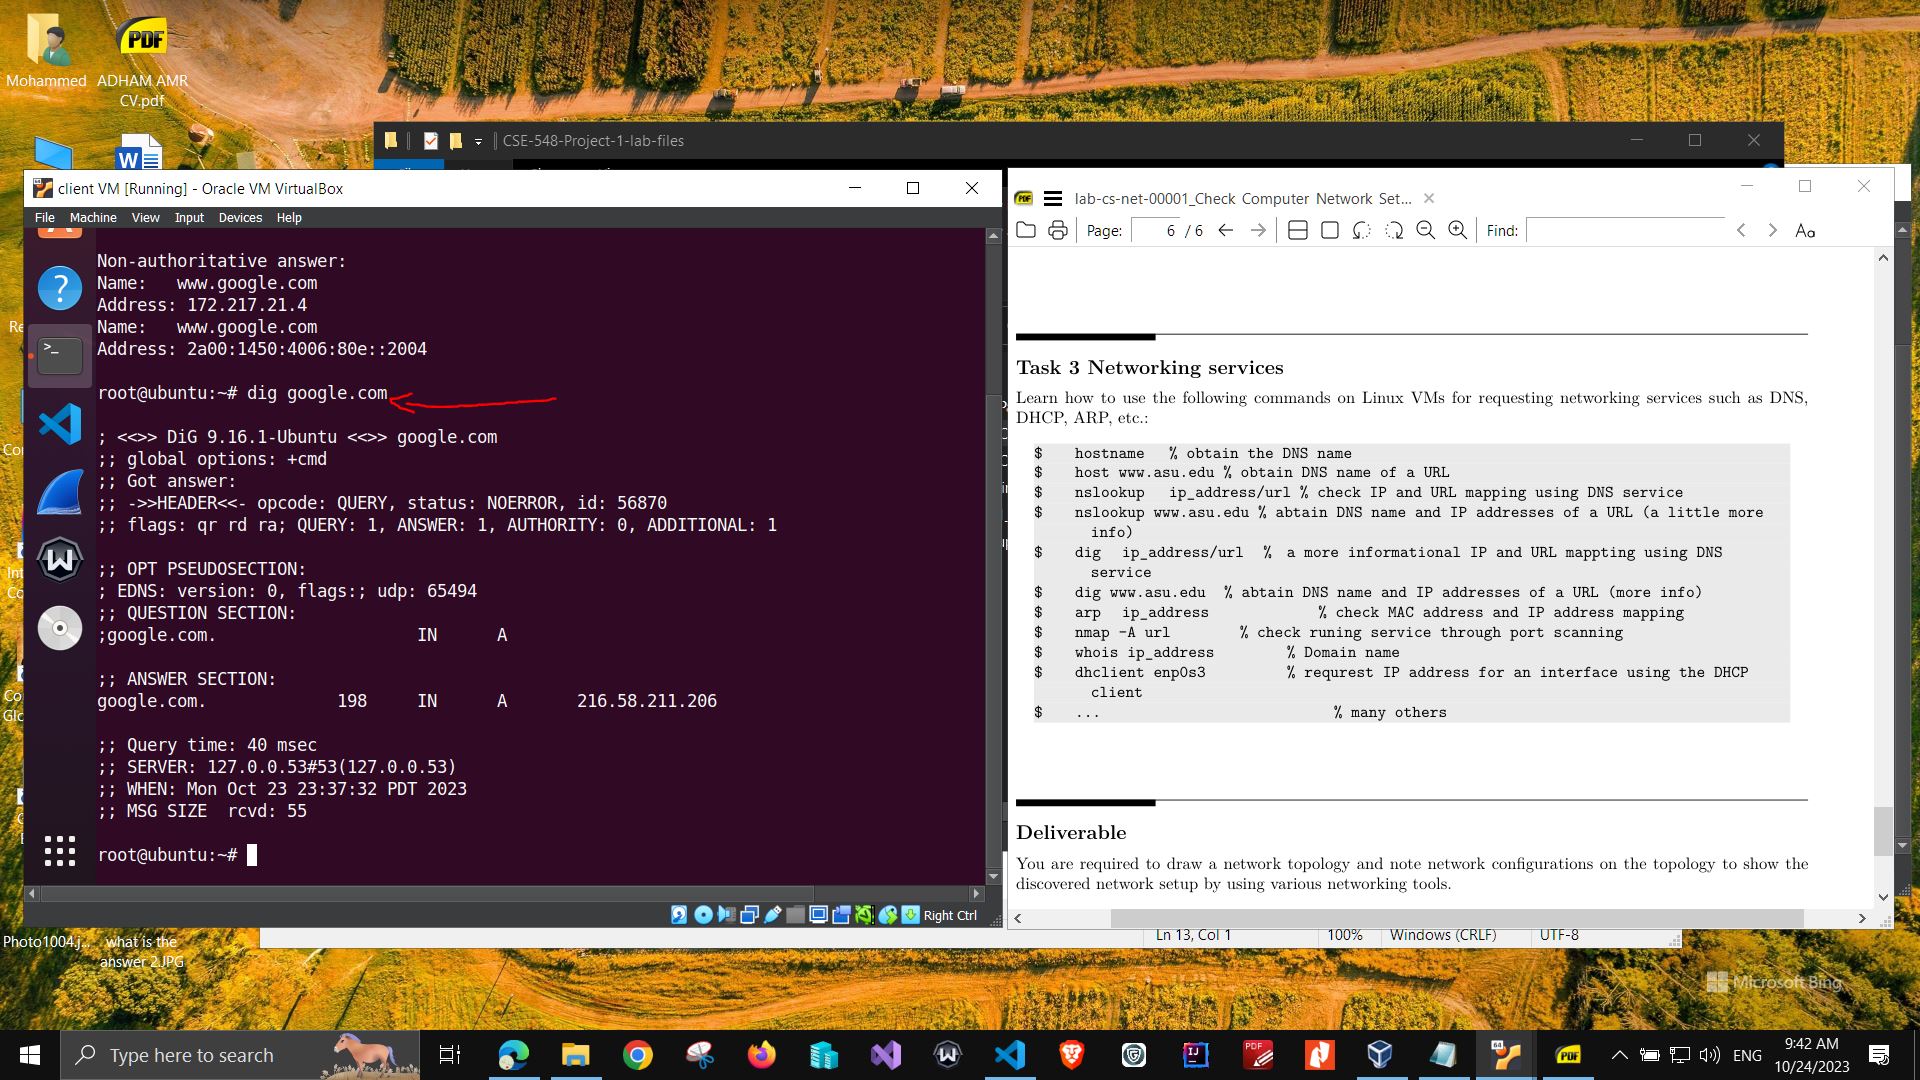 Mohammed
ADHAM AMR
CV.pdf
CSE-548-Project-1-lab-files
client VM [Running] - Oracle VM VirtualBox
File Machine View Input Devices Help
Non-authoritative answer:
Name: www.google.com
Address: 172.217.21.4
Name: www.google.com
Address: 2a00:1450:4006:80e::2004
root@ubuntu:~# dig google.com
; <<>> DiG 9.16.1-Ubuntu <<>> google.com
;; global options: +cmd
;; Got answer:
;; ->>HEADER<<- opcode: QUERY, status: NOERROR, id: 56870
;; flags: qr rd ra; QUERY: 1, ANSWER: 1, AUTHORITY: 0, ADDITIONAL: 1
;; OPT PSEUDOSECTION:
; EDNS: version: 0, flags:; udp: 65494
;; QUESTION SECTION:
;google.com. IN A
;; ANSWER SECTION:
google.com. 198 IN A 216.58.211.206
;; Query time: 40 msec
;; SERVER: 127.0.0.53#53(127.0.0.53)
;; WHEN: Mon Oct 23 23:37:32 PDT 2023
;; MSG SIZE rcvd: 55
root@ubuntu:~#
Right Ctrl
lab-cs-net-00001_Check Computer Network Set...
Page: 6 / 6 Find: Aa
Task 3 Networking services
Learn how to use the following commands on Linux VMs for requesting networking services such as DNS,
DHCP, ARP, etc.:
$ hostname % obtain the DNS name
$ host www.asu.edu % obtain DNS name of a URL
$ nslookup ip_address/url % check IP and URL mapping using DNS service
$ nslookup www.asu.edu % abtain DNS name and IP addresses of a URL (a little more
info)
$ dig ip_address/url % a more informational IP and URL mappting using DNS
service
$ dig www.asu.edu % abtain DNS name and IP addresses of a URL (more info)
$ arp ip_address % check MAC address and IP address mapping
$ nmap -A url % check runing service through port scanning
$ whois ip_address % Domain name
$ dhclient enp0s3 % requrest IP address for an interface using the DHCP
client
$ ... % many others
Deliverable
You are required to draw a network topology and note network configurations on the topology to show the
discovered network setup by using various networking tools.
Ln 13, Col 1 100% Windows (CRLF) UTF-8
Photo1004.j...
what is the
answer 2.JPG
Microsoft Bing
Type here to search
ENG
9:42 AM
10/24/2023